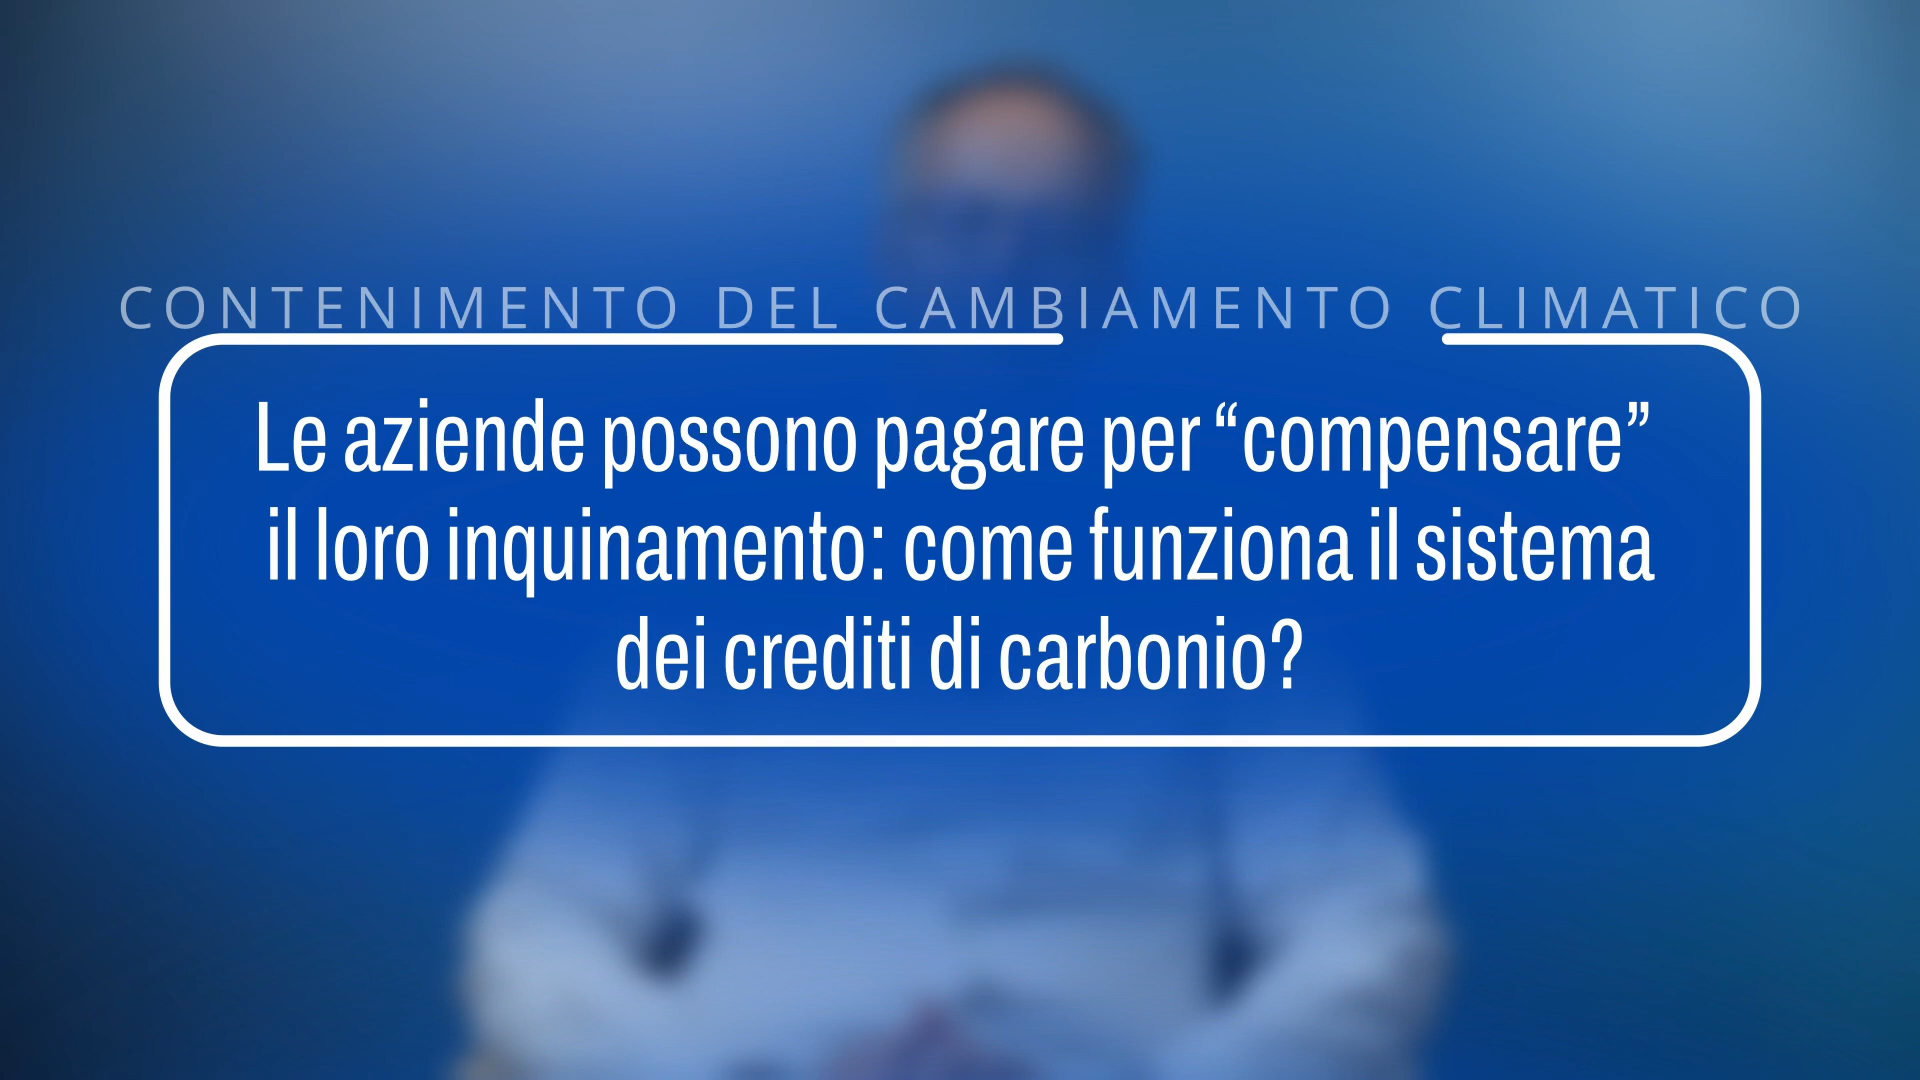 CONTENIMENTO DEL CAMBIAMENTO CLIMATICO
Le aziende possono pagare per “compensare”
il loro inquinamento: come funziona il sistema
dei crediti di carbonio?